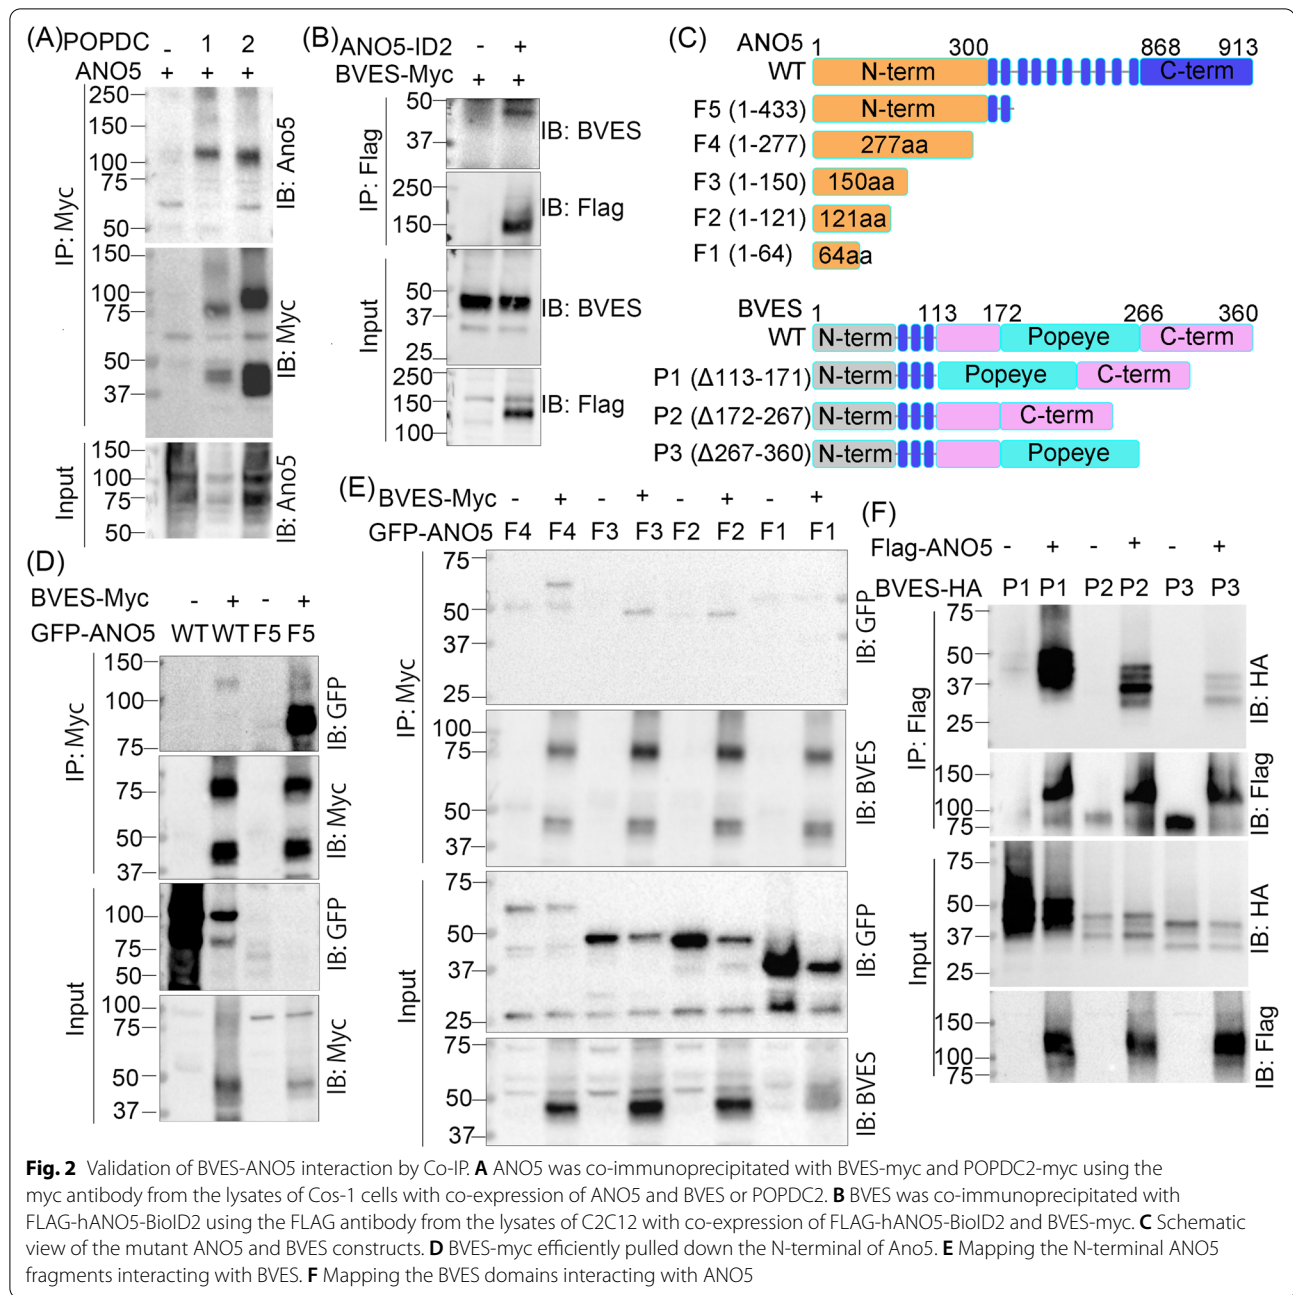 (A)
POPDC - 1 2
ANO5 + + +
250
150
100
75
50
IB: Ano5
150
100
75
50
37
IB: Myc
IP: Myc
150
100
75
50
IB: Ano5
Input
(B)
ANO5-ID2 - +
BVES-Myc + +
50
37
IB: BVES
250
150
IB: Flag
IP: Flag
50
37
25
IB: BVES
250
150
100
IB: Flag
Input
(C)
ANO5 1 300 868 913
WT N-term C-term
F5 (1-433) N-term
F4 (1-277) 277aa
F3 (1-150) 150aa
F2 (1-121) 121aa
F1 (1-64) 64aa
BVES 1 113 172 266 360
WT N-term Popeye C-term
P1 (Δ113-171) N-term Popeye C-term
P2 (Δ172-267) N-term C-term
P3 (Δ267-360) N-term Popeye
(D)
BVES-Myc - + - +
GFP-ANO5 WT WT F5 F5
150
100
75
IB: GFP
75
50
37
IB: Myc
IP: Myc
100
75
50
IB: GFP
100
75
50
37
IB: Myc
Input
(E)
BVES-Myc - + - + - + - +
GFP-ANO5 F4 F4 F3 F3 F2 F2 F1 F1
75
50
37
25
IB: GFP
100
75
50
37
IB: BVES
IP: Myc
75
50
37
25
IB: GFP
75
50
37
IB: BVES
Input
(F)
Flag-ANO5 - + - + - +
BVES-HA P1 P1 P2 P2 P3 P3
75
50
37
25
IB: HA
150
100
75
IB: Flag
IP: Flag
75
50
37
25
IB: HA
150
100
75
IB: Flag
Input
Fig. 2 Validation of BVES-ANO5 interaction by Co-IP. A ANO5 was co-immunoprecipitated with BVES-myc and POPDC2-myc using the
myc antibody from the lysates of Cos-1 cells with co-expression of ANO5 and BVES or POPDC2. B BVES was co-immunoprecipitated with
FLAG-hANO5-BioID2 using the FLAG antibody from the lysates of C2C12 with co-expression of FLAG-hANO5-BioID2 and BVES-myc. C Schematic
view of the mutant ANO5 and BVES constructs. D BVES-myc efficiently pulled down the N-terminal of Ano5. E Mapping the N-terminal ANO5
fragments interacting with BVES. F Mapping the BVES domains interacting with ANO5